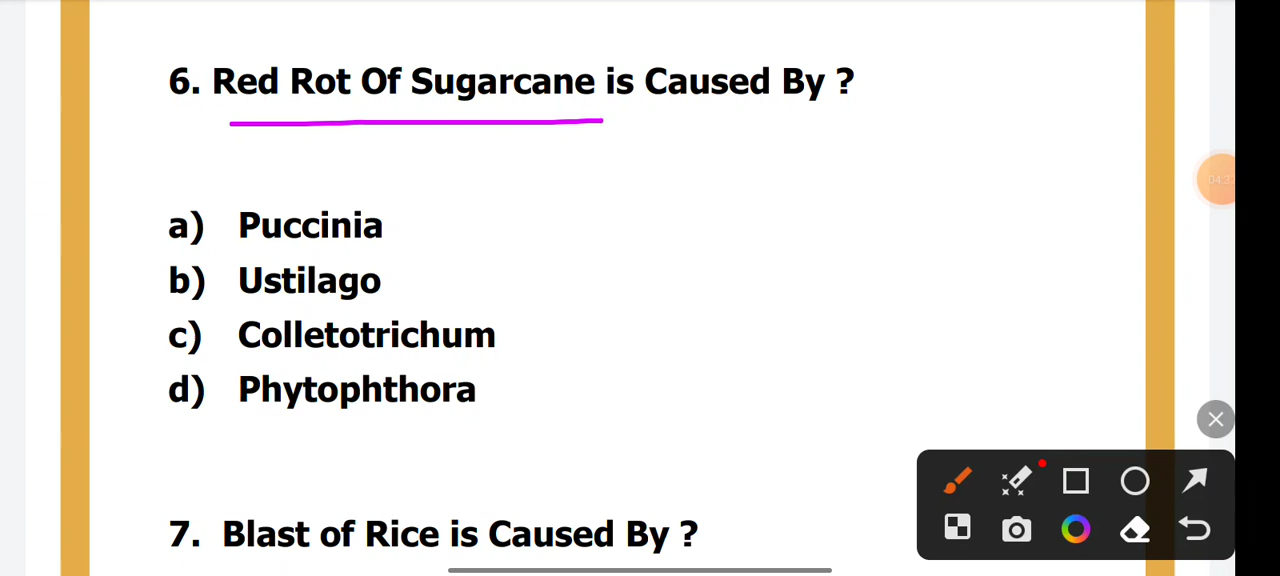 6. Red Rot Of Sugarcane is Caused By ?
a) Puccinia
b) Ustilago
c) Colletotrichum
d) Phytophthora
7. Blast of Rice is Caused By ?